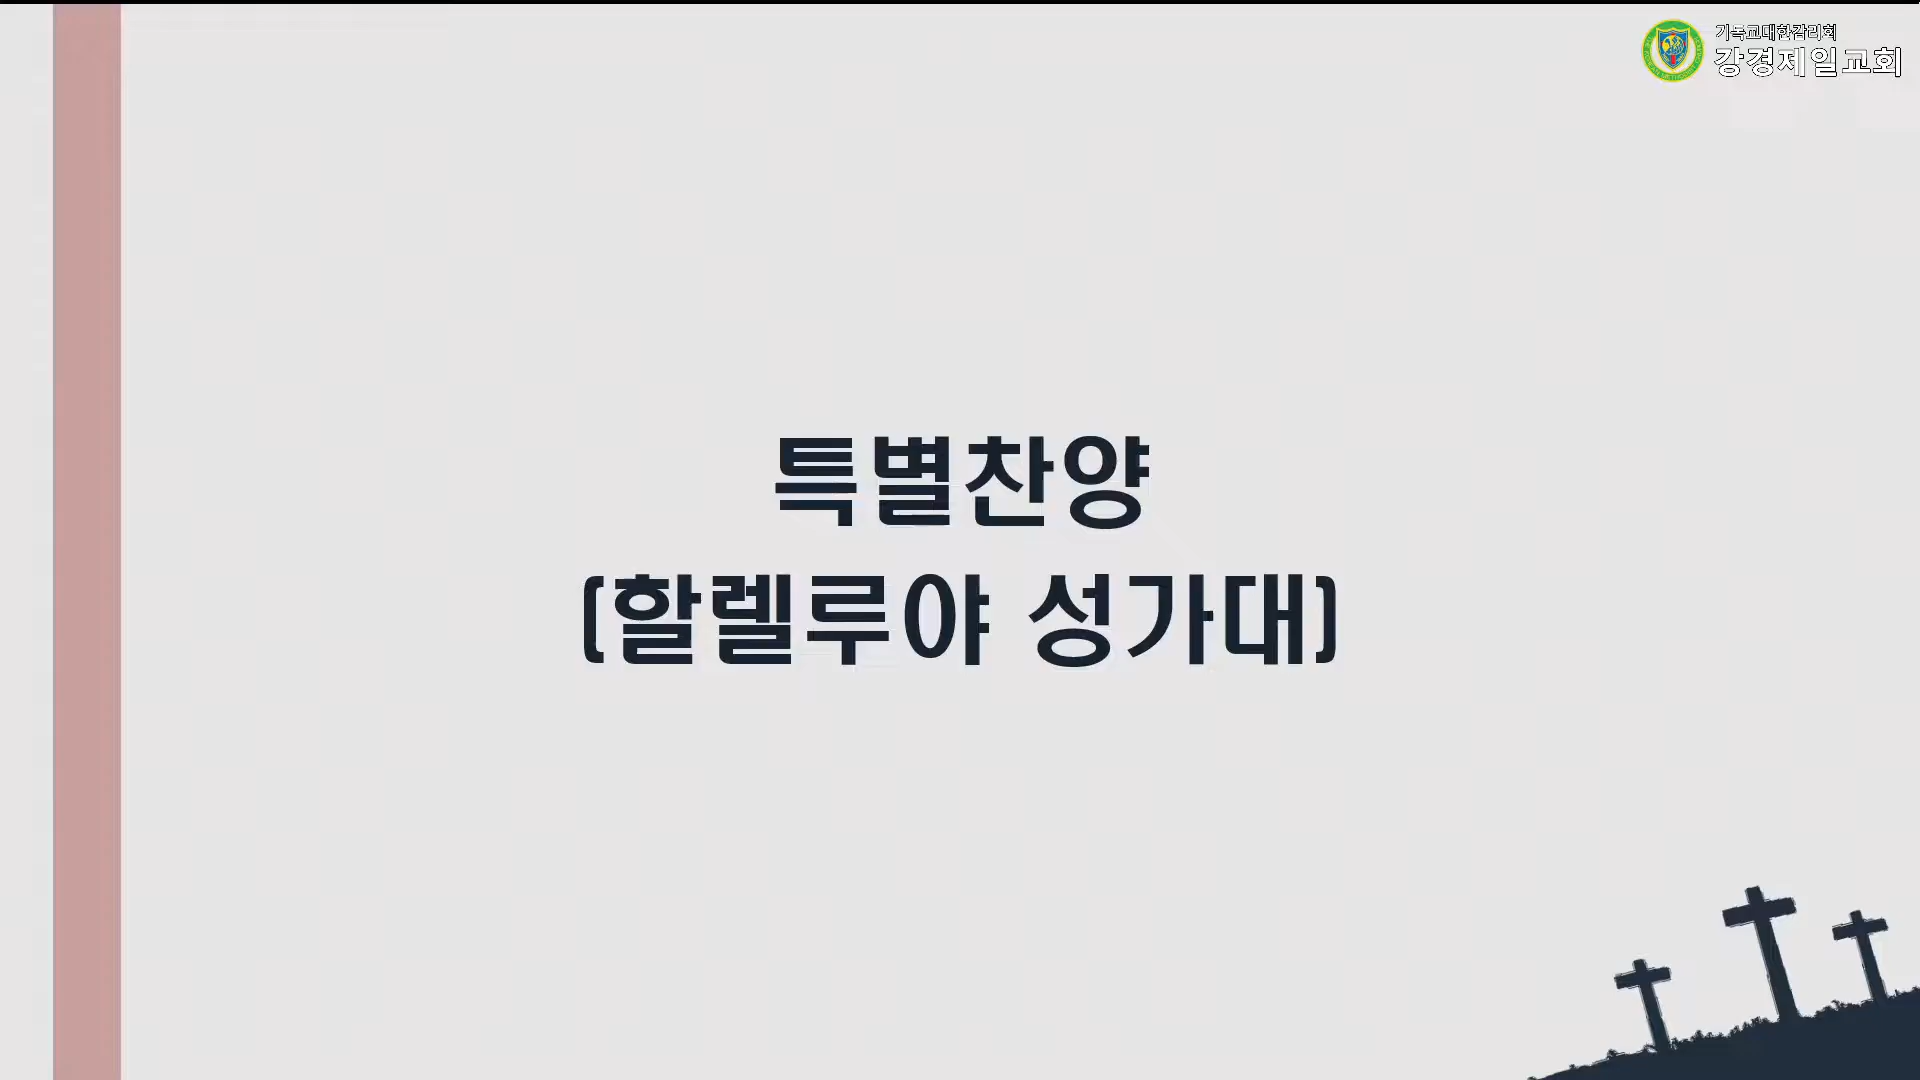 기독교대한감리회
강경제일교회
특별찬양
(할렐루야 성가대)